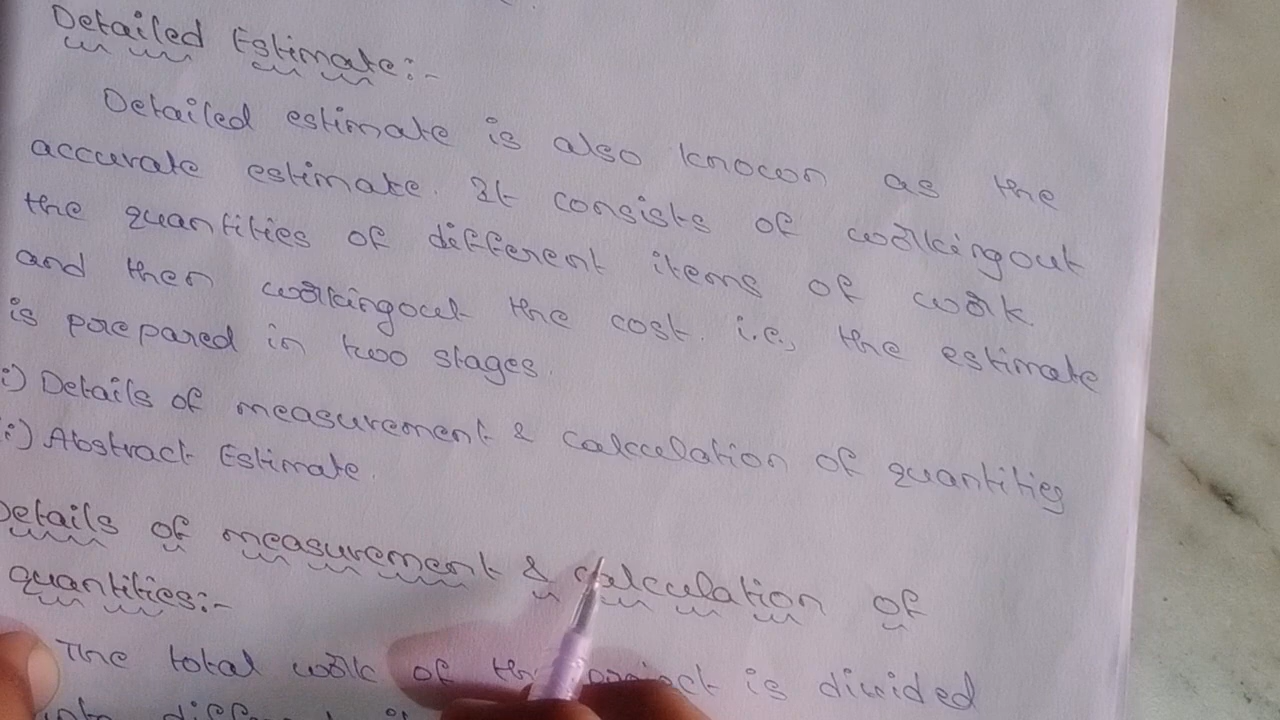 Detailed Estimate:-
Detailed estimate is also known as the
accurate estimate. It consists of workingout
the quantities of different items of work
and then workingout the cost. i.e., the estimate
is prepared in two stages.
i) Details of measurement & calculation of quantities
i) Abstract Estimate.
Details of measurement & calculation of
quantities:-
The total work of the project is divided
into different